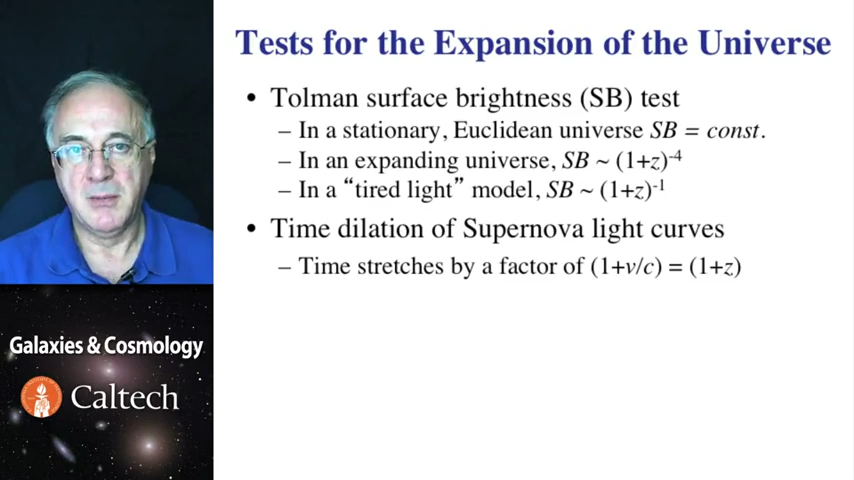 Tests for the Expansion of the Universe
• Tolman surface brightness (SB) test
– In a stationary, Euclidean universe SB = const.
– In an expanding universe, SB ~ (1+z)⁻⁴
– In a “tired light” model, SB ~ (1+z)⁻¹
• Time dilation of Supernova light curves
– Time stretches by a factor of (1+v/c) = (1+z)
Galaxies & Cosmology
Caltech